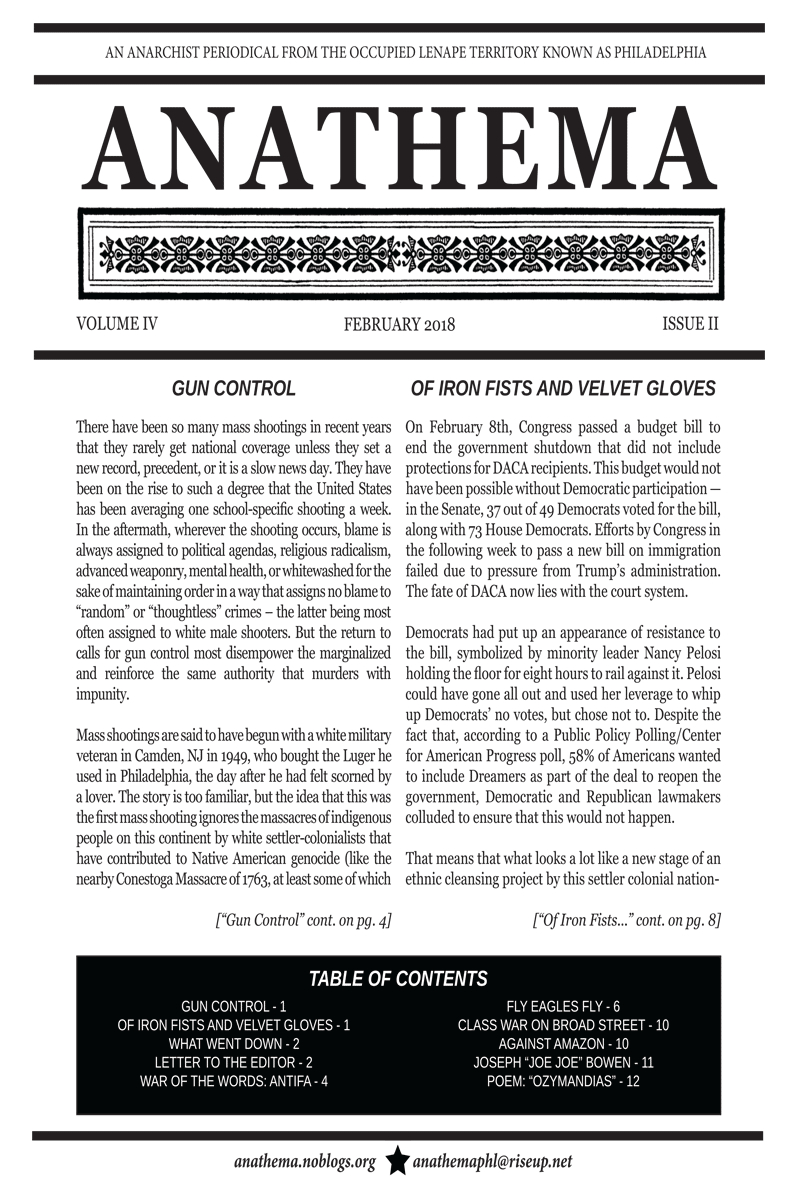 AN ANARCHIST PERIODICAL FROM THE OCCUPIED LENAPE TERRITORY KNOWN AS PHILADELPHIA
ANATHEMA
VOLUME IV
FEBRUARY 2018
ISSUE II
GUN CONTROL
There have been so many mass shootings in recent years
that they rarely get national coverage unless they set a
new record, precedent, or it is a slow news day. They have
been on the rise to such a degree that the United States
has been averaging one school-specific shooting a week.
In the aftermath, wherever the shooting occurs, blame is
always assigned to political agendas, religious radicalism,
advanced weaponry, mental health, or whitewashed for the
sake of maintaining order in a way that assigns no blame to
“random” or “thoughtless” crimes – the latter being most
often assigned to white male shooters. But the return to
calls for gun control most disempower the marginalized
and reinforce the same authority that murders with
impunity.
Mass shootings are said to have begun with a white military
veteran in Camden, NJ in 1949, who bought the Luger he
used in Philadelphia, the day after he had felt scorned by
a lover. The story is too familiar, but the idea that this was
the first mass shooting ignores the massacres of indigenous
people on this continent by white settler-colonialists that
have contributed to Native American genocide (like the
nearby Conestoga Massacre of 1763, at least some of which
[“Gun Control” cont. on pg. 4]
OF IRON FISTS AND VELVET GLOVES
On February 8th, Congress passed a budget bill to
end the government shutdown that did not include
protections for DACA recipients. This budget would not
have been possible without Democratic participation —
in the Senate, 37 out of 49 Democrats voted for the bill,
along with 73 House Democrats. Efforts by Congress in
the following week to pass a new bill on immigration
failed due to pressure from Trump’s administration.
The fate of DACA now lies with the court system.
Democrats had put up an appearance of resistance to
the bill, symbolized by minority leader Nancy Pelosi
holding the floor for eight hours to rail against it. Pelosi
could have gone all out and used her leverage to whip
up Democrats’ no votes, but chose not to. Despite the
fact that, according to a Public Policy Polling/Center
for American Progress poll, 58% of Americans wanted
to include Dreamers as part of the deal to reopen the
government, Democratic and Republican lawmakers
colluded to ensure that this would not happen.
That means that what looks a lot like a new stage of an
ethnic cleansing project by this settler colonial nation-
[“Of Iron Fists...” cont. on pg. 8]
TABLE OF CONTENTS
GUN CONTROL - 1
OF IRON FISTS AND VELVET GLOVES - 1
WHAT WENT DOWN - 2
LETTER TO THE EDITOR - 2
WAR OF THE WORDS: ANTIFA - 4
FLY EAGLES FLY - 6
CLASS WAR ON BROAD STREET - 10
AGAINST AMAZON - 10
JOSEPH “JOE JOE” BOWEN - 11
POEM: “OZYMANDIAS” - 12
anathema.noblogs.org ★ anathemaphl@riseup.net